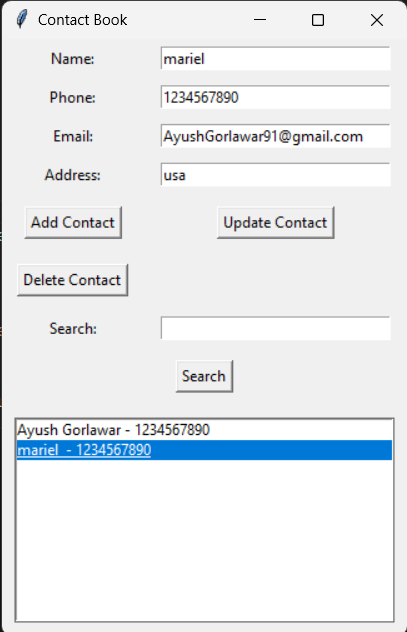 Contact Book
Name: mariel
Phone: 1234567890
Email: AyushGorlawar91@gmail.com
Address: usa
Add Contact Update Contact
Delete Contact
Search:
Search
Ayush Gorlawar - 1234567890
mariel  - 1234567890